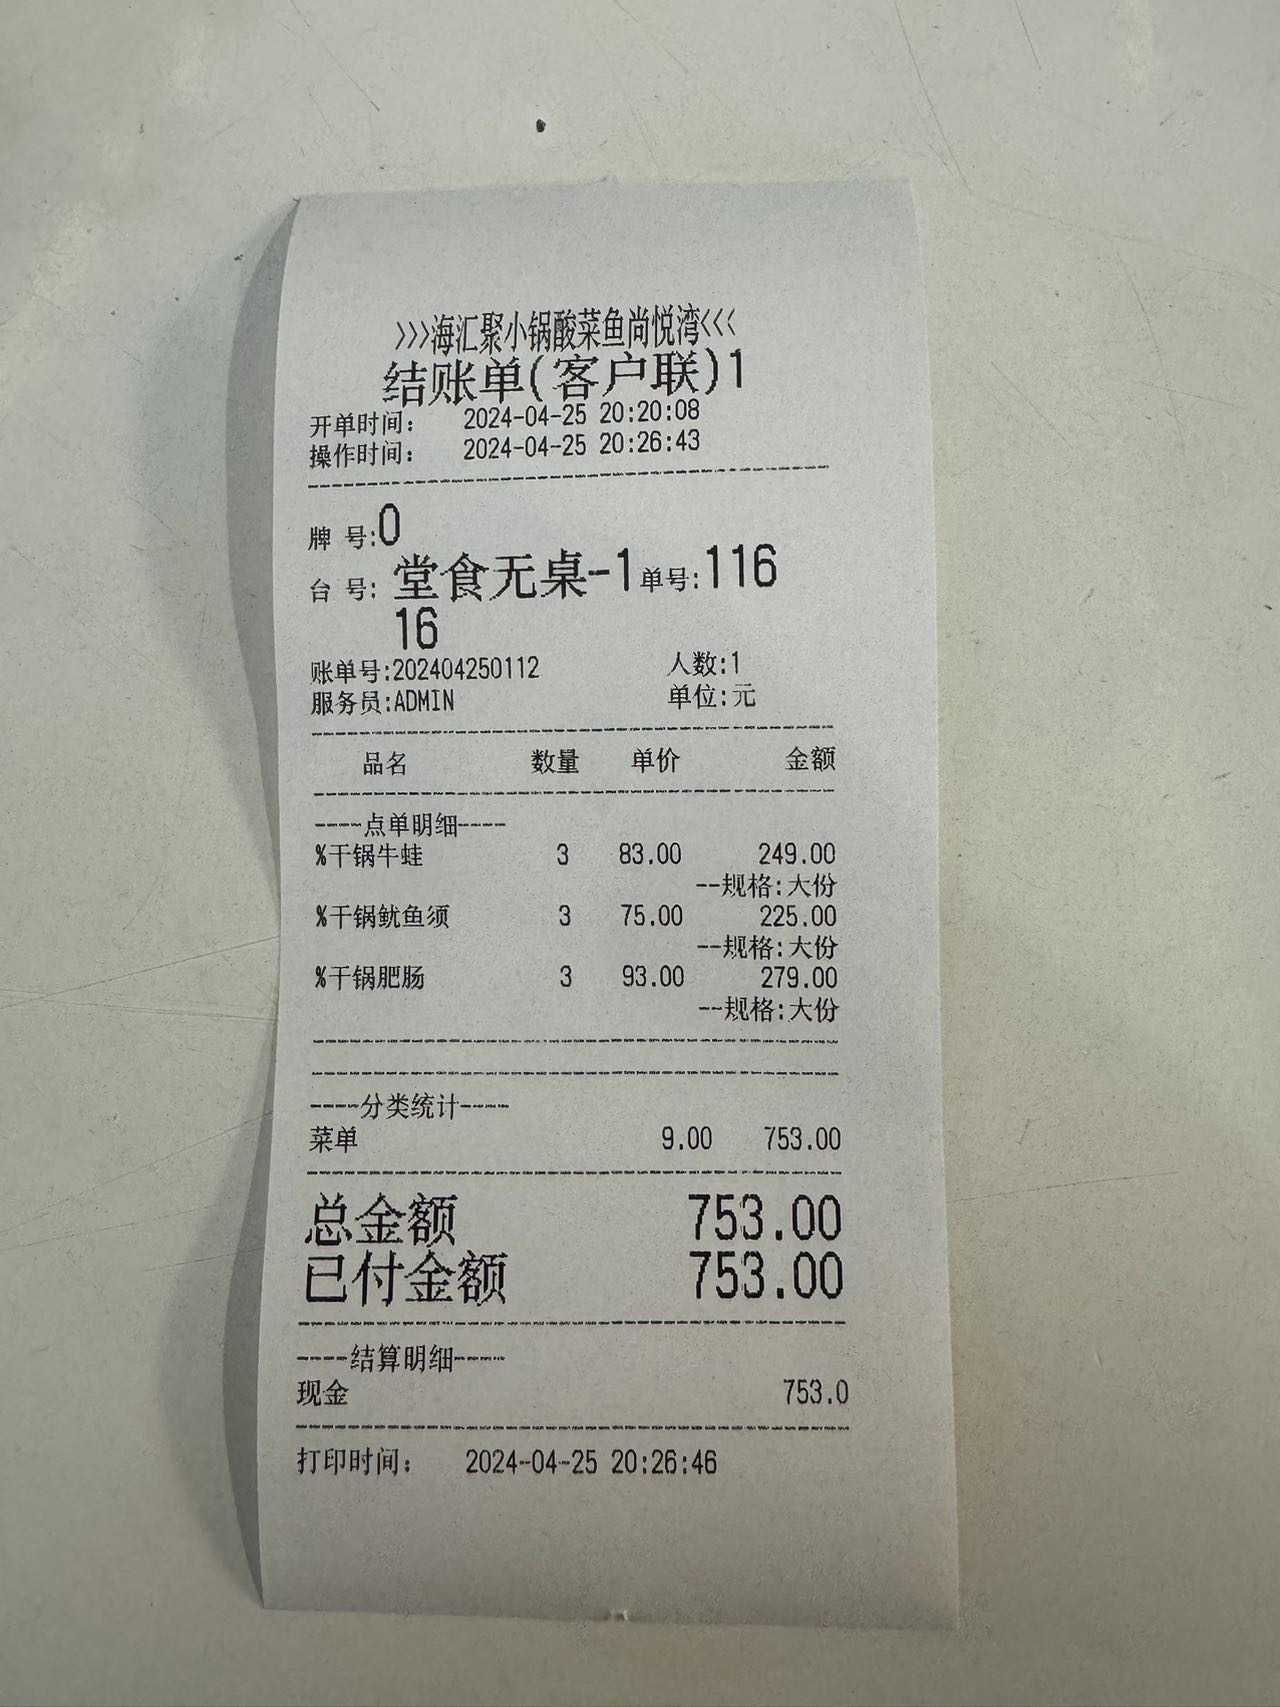 >>>海汇聚小锅酸菜鱼尚悦湾<<<
结账单(客户联)1
开单时间: 2024-04-25 20:20:08
操作时间: 2024-04-25 20:26:43
牌 号:0
台 号: 堂食无桌-1 单号:116
16
账单号:202404250112 人数:1
服务员:ADMIN 单位:元
品名 数量 单价 金额
----点单明细----
%干锅牛蛙 3 83.00 249.00
--规格:大份
%干锅鱿鱼须 3 75.00 225.00
--规格:大份
%干锅肥肠 3 93.00 279.00
--规格:大份
----分类统计----
菜单 9.00 753.00
总金额 753.00
已付金额 753.00
----结算明细----
现金 753.0
打印时间: 2024-04-25 20:26:46